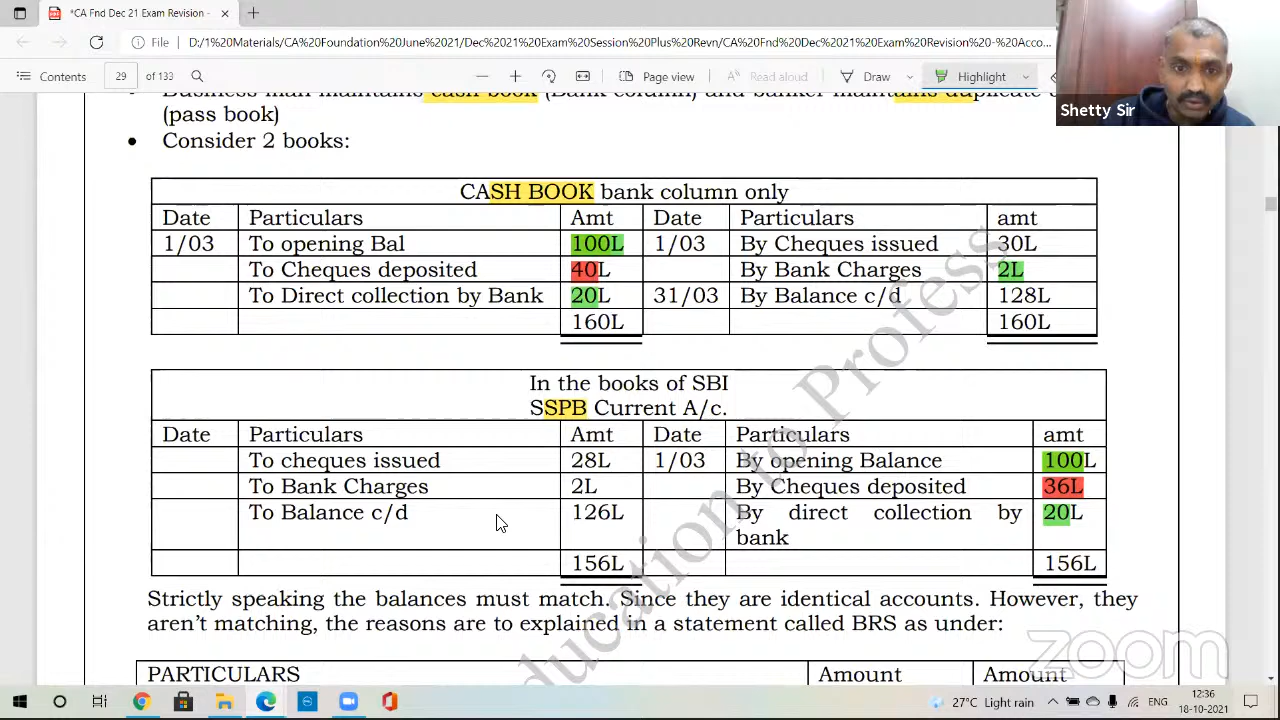 *CA Fnd Dec 21 Exam Revision -
File D:/1%20Materials/CA%20Foundation%20June%202021/Dec%2021%20Exam%20Session%20Plus%20Revn/CA%20Fnd%20Dec%2021%20Exam%20Revision%20-%20Acco...
Contents 29 of 133 Page view Read aloud Draw Highlight
Shetty Sir
(pass book)
• Consider 2 books:
CASH BOOK bank column only
Date Particulars Amt Date Particulars amt
1/03 To opening Bal 100L 1/03 By Cheques issued 30L
To Cheques deposited 40L By Bank Charges 2L
To Direct collection by Bank 20L 31/03 By Balance c/d 128L
160L 160L
In the books of SBI
SSPB Current A/c.
Date Particulars Amt Date Particulars amt
To cheques issued 28L 1/03 By opening Balance 100L
To Bank Charges 2L By Cheques deposited 36L
To Balance c/d 126L By direct collection by
bank 20L
156L 156L
Strictly speaking the balances must match. Since they are identical accounts. However, they
aren't matching, the reasons are to explained in a statement called BRS as under:
PARTICULARS Amount Amount
ducation to Profess
zoom
27°C Light rain ENG 12:36
18-10-2021